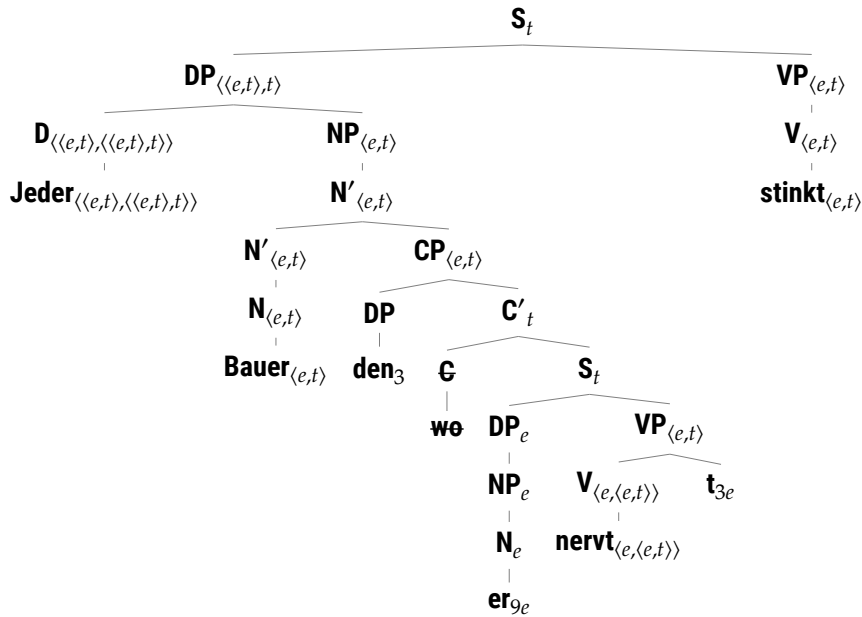 S_t
DP_⟨⟨e,t⟩,t⟩ VP_⟨e,t⟩
D_⟨⟨e,t⟩,⟨⟨e,t⟩,t⟩⟩ NP_⟨e,t⟩ V_⟨e,t⟩
Jeder_⟨⟨e,t⟩,⟨⟨e,t⟩,t⟩⟩ N′_⟨e,t⟩ stinkt_⟨e,t⟩
N′_⟨e,t⟩ CP_⟨e,t⟩
N_⟨e,t⟩ DP C′_t
Bauer_⟨e,t⟩ den_3 C S_t
wo DP_e VP_⟨e,t⟩
NP_e V_⟨e,⟨e,t⟩⟩ t_3e
N_e nervt_⟨e,⟨e,t⟩⟩
er_9e